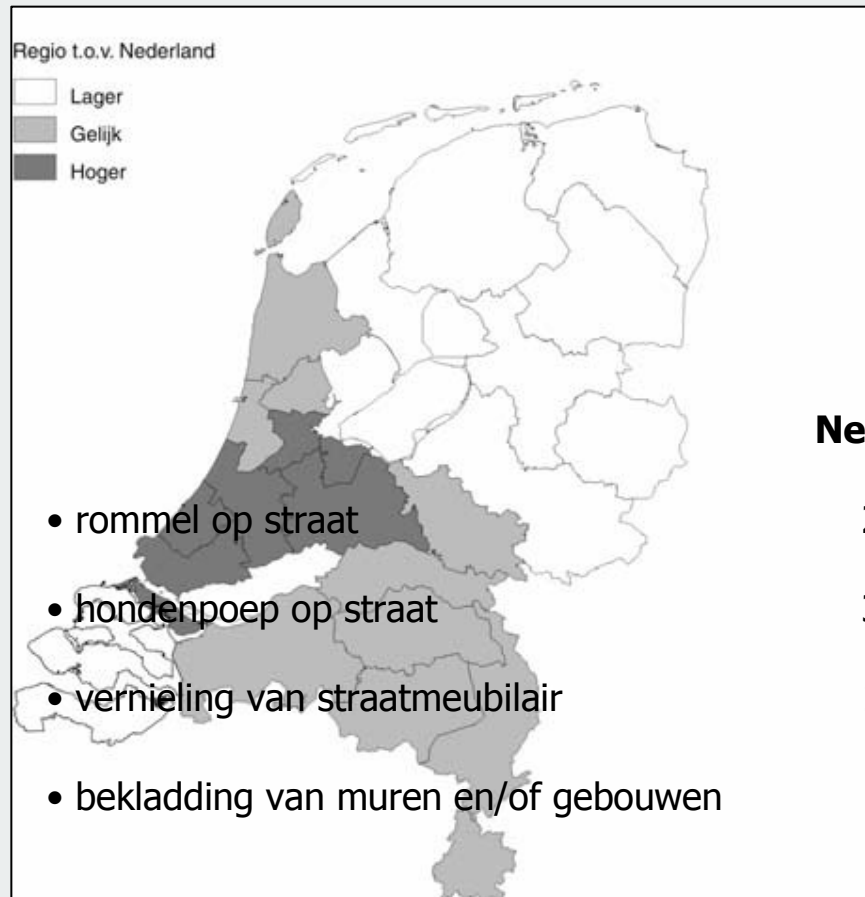 Regio t.o.v. Nederland
Lager
Gelijk
Hoger
Ne
• rommel op straat
• hondenpoep op straat
• vernieling van straatmeubilair
• bekladding van muren en/of gebouwen